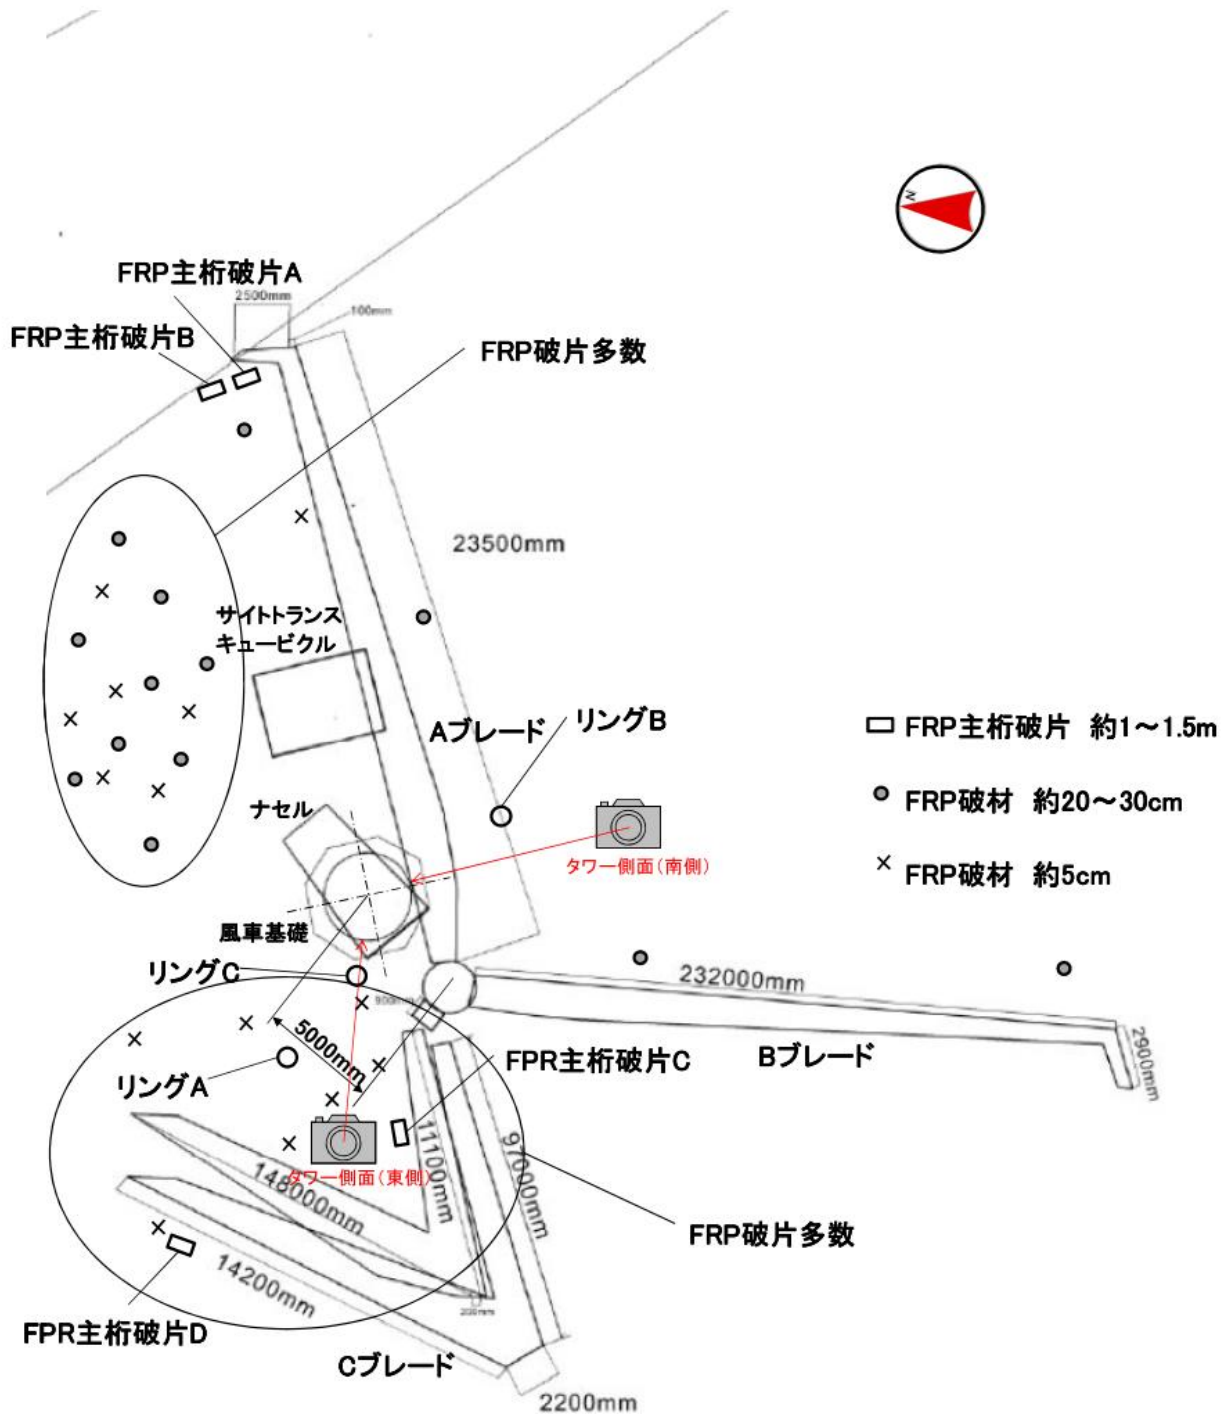 N
FRP主桁破片A
2500mm
100mm
FRP主桁破片B
FRP破片多数
23500mm
サイトトランス
キュービクル
Aブレード
リングB
FRP主桁破片 約1～1.5m
FRP破材 約20～30cm
FRP破材 約5cm
ナセル
タワー側面(南側)
風車基礎
リングC
232000mm
5000mm
FPR主桁破片C
Bブレード
2900mm
リングA
11100mm
97000mm
タワー側面(東側)
148000mm
FRP破片多数
14200mm
200mm
FPR主桁破片D
Cブレード
2200mm